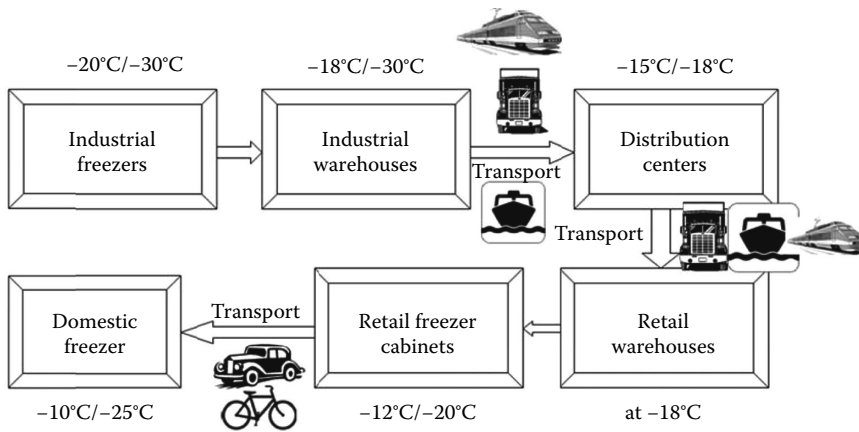 –20°C/–30°C
–18°C/–30°C
–15°C/–18°C
Industrial
freezers
Industrial
warehouses
Transport
Distribution
centers
Transport
Retail
warehouses
at –18°C
Retail freezer
cabinets
–12°C/–20°C
Transport
Domestic
freezer
–10°C/–25°C